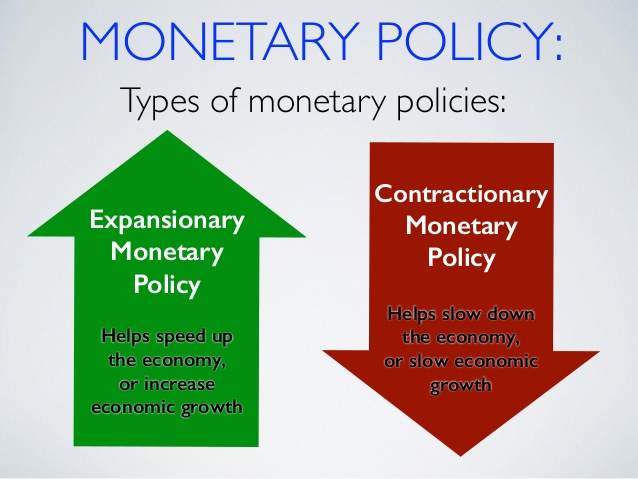 MONETARY POLICY:
Types of monetary policies:
Expansionary
Monetary
Policy
Helps speed up
the economy,
or increase
economic growth
Contractionary
Monetary
Policy
Helps slow down
the economy,
or slow economic
growth